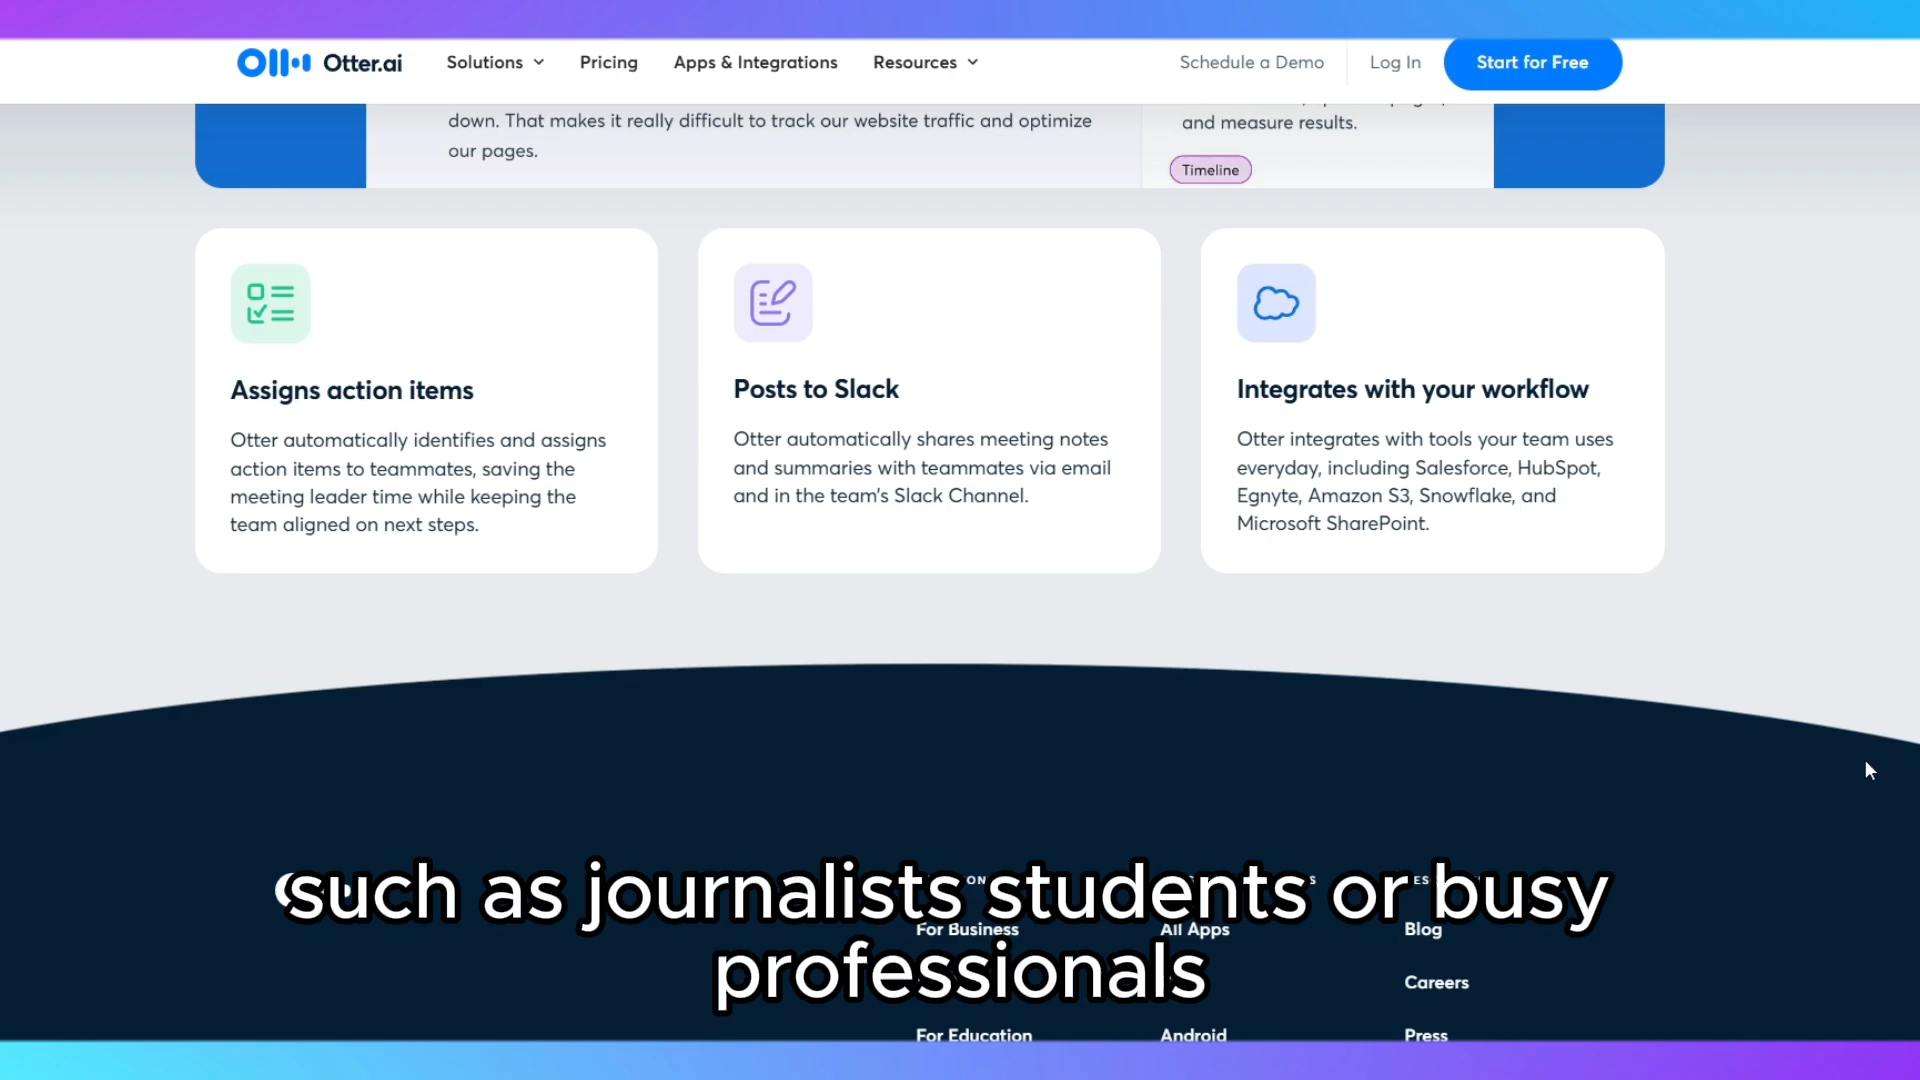 Otter.ai
Solutions
Pricing
Apps & Integrations
Resources
Schedule a Demo
Log In
Start for Free
down. That makes it really difficult to track our website traffic and optimize
our pages.
and measure results.
Timeline
Assigns action items
Otter automatically identifies and assigns
action items to teammates, saving the
meeting leader time while keeping the
team aligned on next steps.
Posts to Slack
Otter automatically shares meeting notes
and summaries with teammates via email
and in the team's Slack Channel.
Integrates with your workflow
Otter integrates with tools your team uses
everyday, including Salesforce, HubSpot,
Egnyte, Amazon S3, Snowflake, and
Microsoft SharePoint.
such as journalists students or busy
professionals
For Business
All Apps
Blog
Careers
For Education
Android
Press